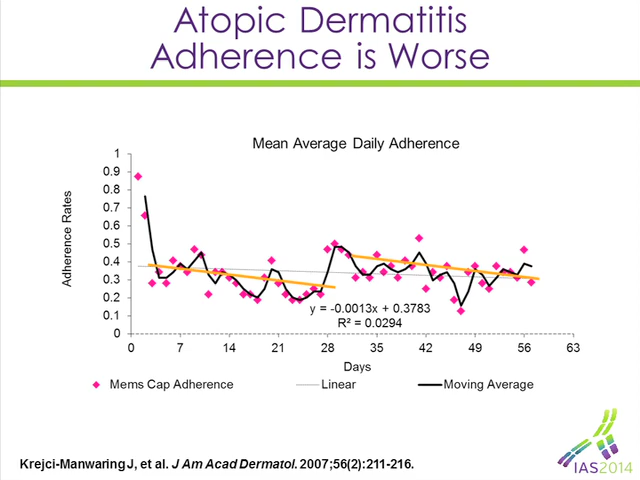 Atopic Dermatitis
Adherence is Worse
Mean Average Daily Adherence
1
0.9
0.8
0.7
0.6
0.5
0.4
0.3
0.2
0.1
0
Adherence Rates
y = -0.0013x + 0.3783
R² = 0.0294
0 7 14 21 28 35 42 49 56 63
Days
Mems Cap Adherence Linear Moving Average
Krejci-Manwaring J, et al. J Am Acad Dermatol. 2007;56(2):211-216.
IAS2014